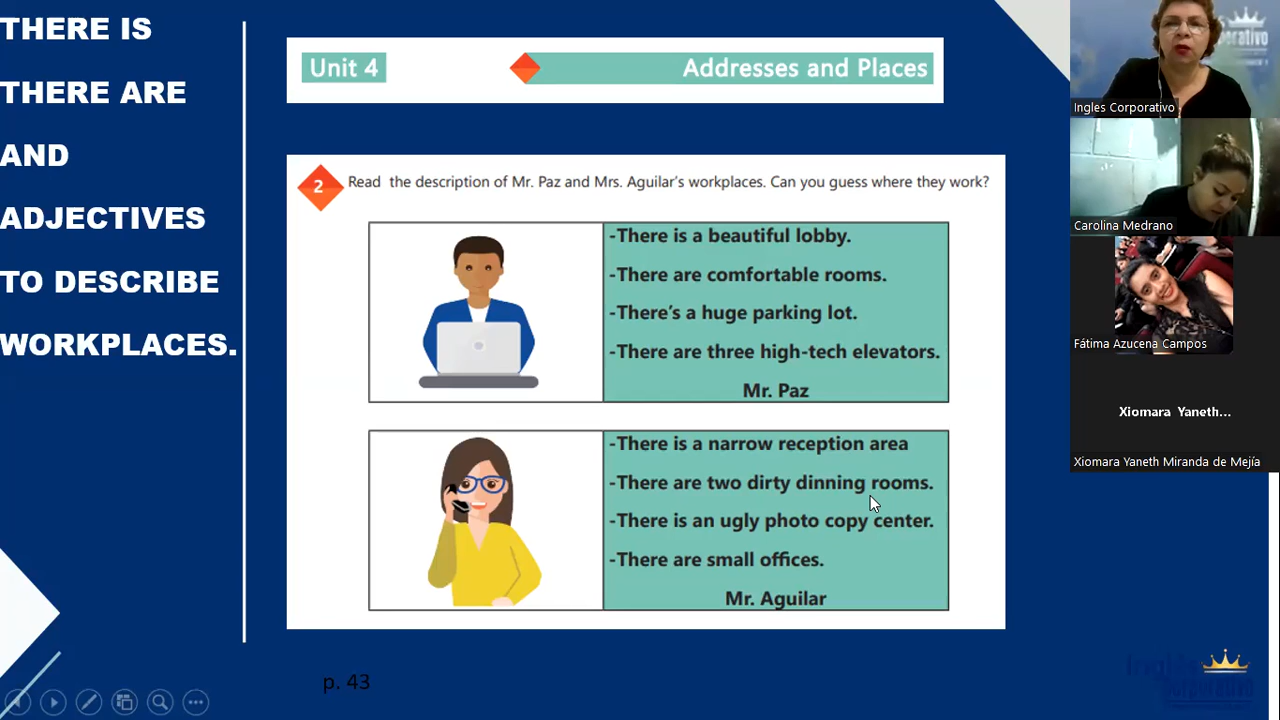 THERE IS
THERE ARE
AND
ADJECTIVES
TO DESCRIBE
WORKPLACES.
Unit 4
Addresses and Places
2
Read the description of Mr. Paz and Mrs. Aguilar's workplaces. Can you guess where they work?
-There is a beautiful lobby.
-There are comfortable rooms.
-There's a huge parking lot.
-There are three high-tech elevators.
Mr. Paz
-There is a narrow reception area
-There are two dirty dinning rooms.
-There is an ugly photo copy center.
-There are small offices.
Mr. Aguilar
p. 43
Ingles Corporativo
Carolina Medrano
Fátima Azucena Campos
Xiomara Yaneth...
Xiomara Yaneth Miranda de Mejía
Inglés
Corporativo